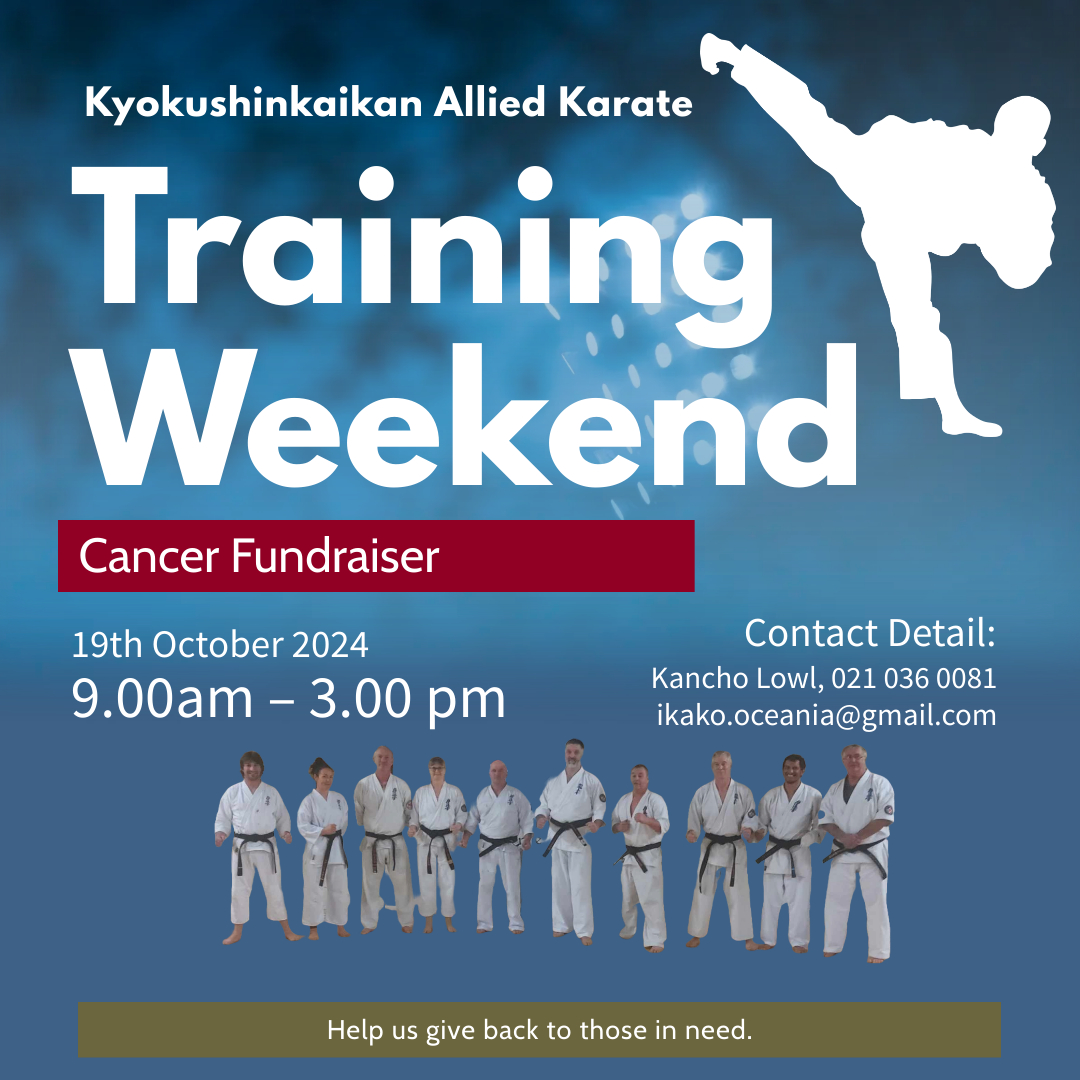 Kyokushinkaikan Allied Karate
Training
Weekend
Cancer Fundraiser
19th October 2024
9.00am – 3.00 pm
Contact Detail:
Kancho Lowl, 021 036 0081
ikako.oceania@gmail.com
Help us give back to those in need.